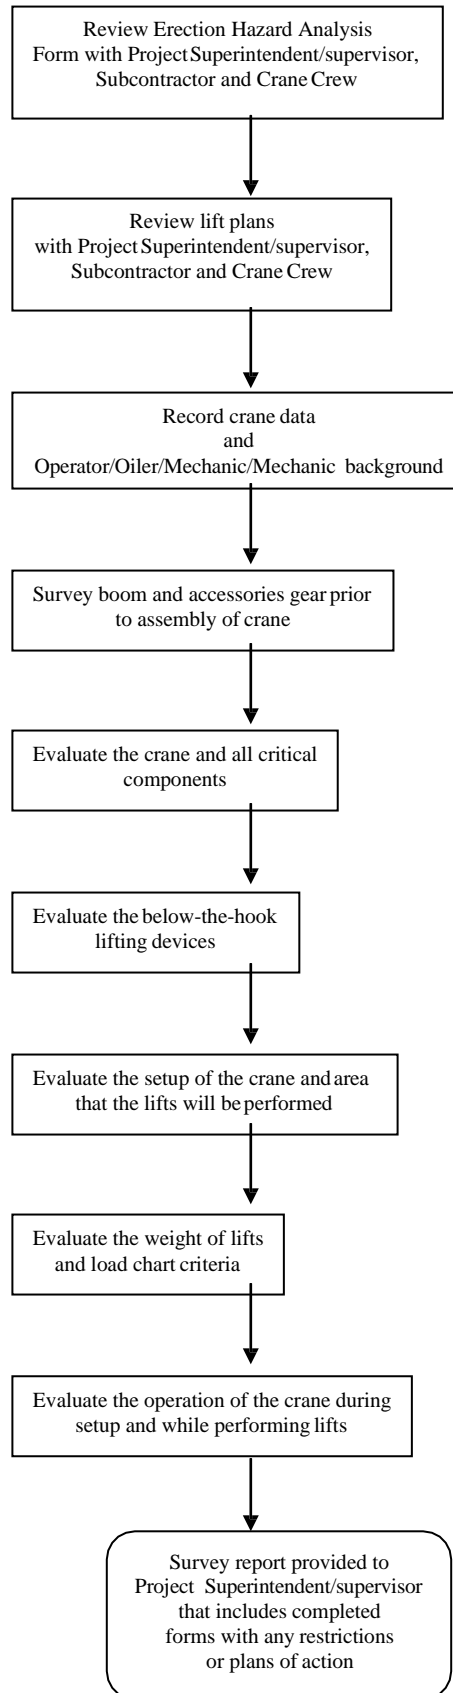 Review Erection Hazard Analysis
Form with Project Superintendent/supervisor,
Subcontractor and Crane Crew
Review lift plans
with Project Superintendent/supervisor,
Subcontractor and Crane Crew
Record crane data
and
Operator/Oiler/Mechanic/Mechanic background
Survey boom and accessories gear prior
to assembly of crane
Evaluate the crane and all critical
components
Evaluate the below-the-hook
lifting devices
Evaluate the setup of the crane and area
that the lifts will be performed
Evaluate the weight of lifts
and load chart criteria
Evaluate the operation of the crane during
setup and while performing lifts
Survey report provided to
Project Superintendent/supervisor
that includes completed
forms with any restrictions
or plans of action